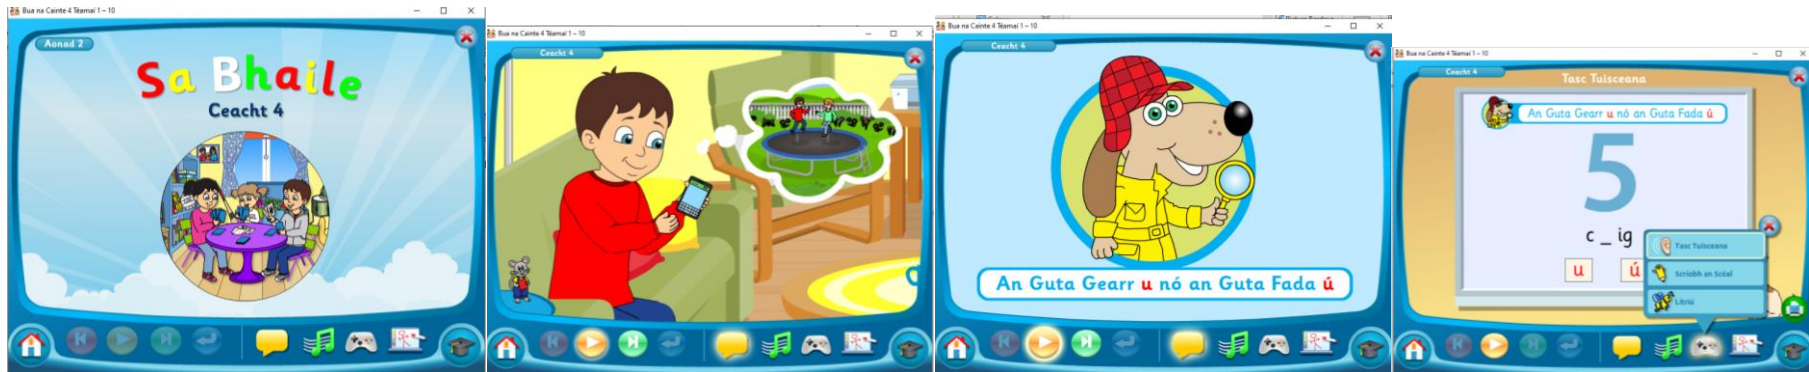 Bua na Cainte 4 Téamaí 1 – 10
Aonad 2
Sa Bhaile
Ceacht 4
Bua na Cainte 4 Téamaí 1 – 10
Ceacht 4
Bua na Cainte 4 Téamaí 1 – 10
Ceacht 4
An Guta Gearr u nó an Guta Fada ú
Bua na Cainte 4 Téamaí 1 – 10
Ceacht 4
Tasc Tuisceana
An Guta Gearr u nó an Guta Fada ú
5
c _ ig
u ú
Tasc Tuisceana
Scríobh an Scéal
Litriú